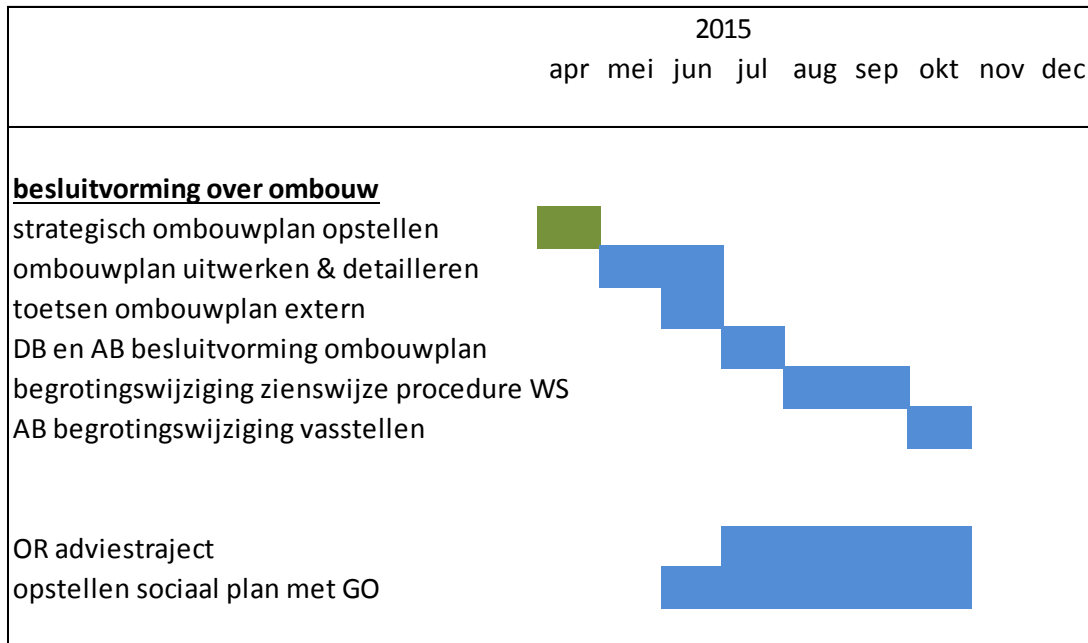 2015
apr mei jun jul aug sep okt nov dec
besluitvorming over ombouw
strategisch ombouwplan opstellen
ombouwplan uitwerken & detailleren
toetsen ombouwplan extern
DB en AB besluitvorming ombouwplan
begrotingswijziging zienswijze procedure WS
AB begrotingswijziging vasstellen
OR adviestraject
opstellen sociaal plan met GO